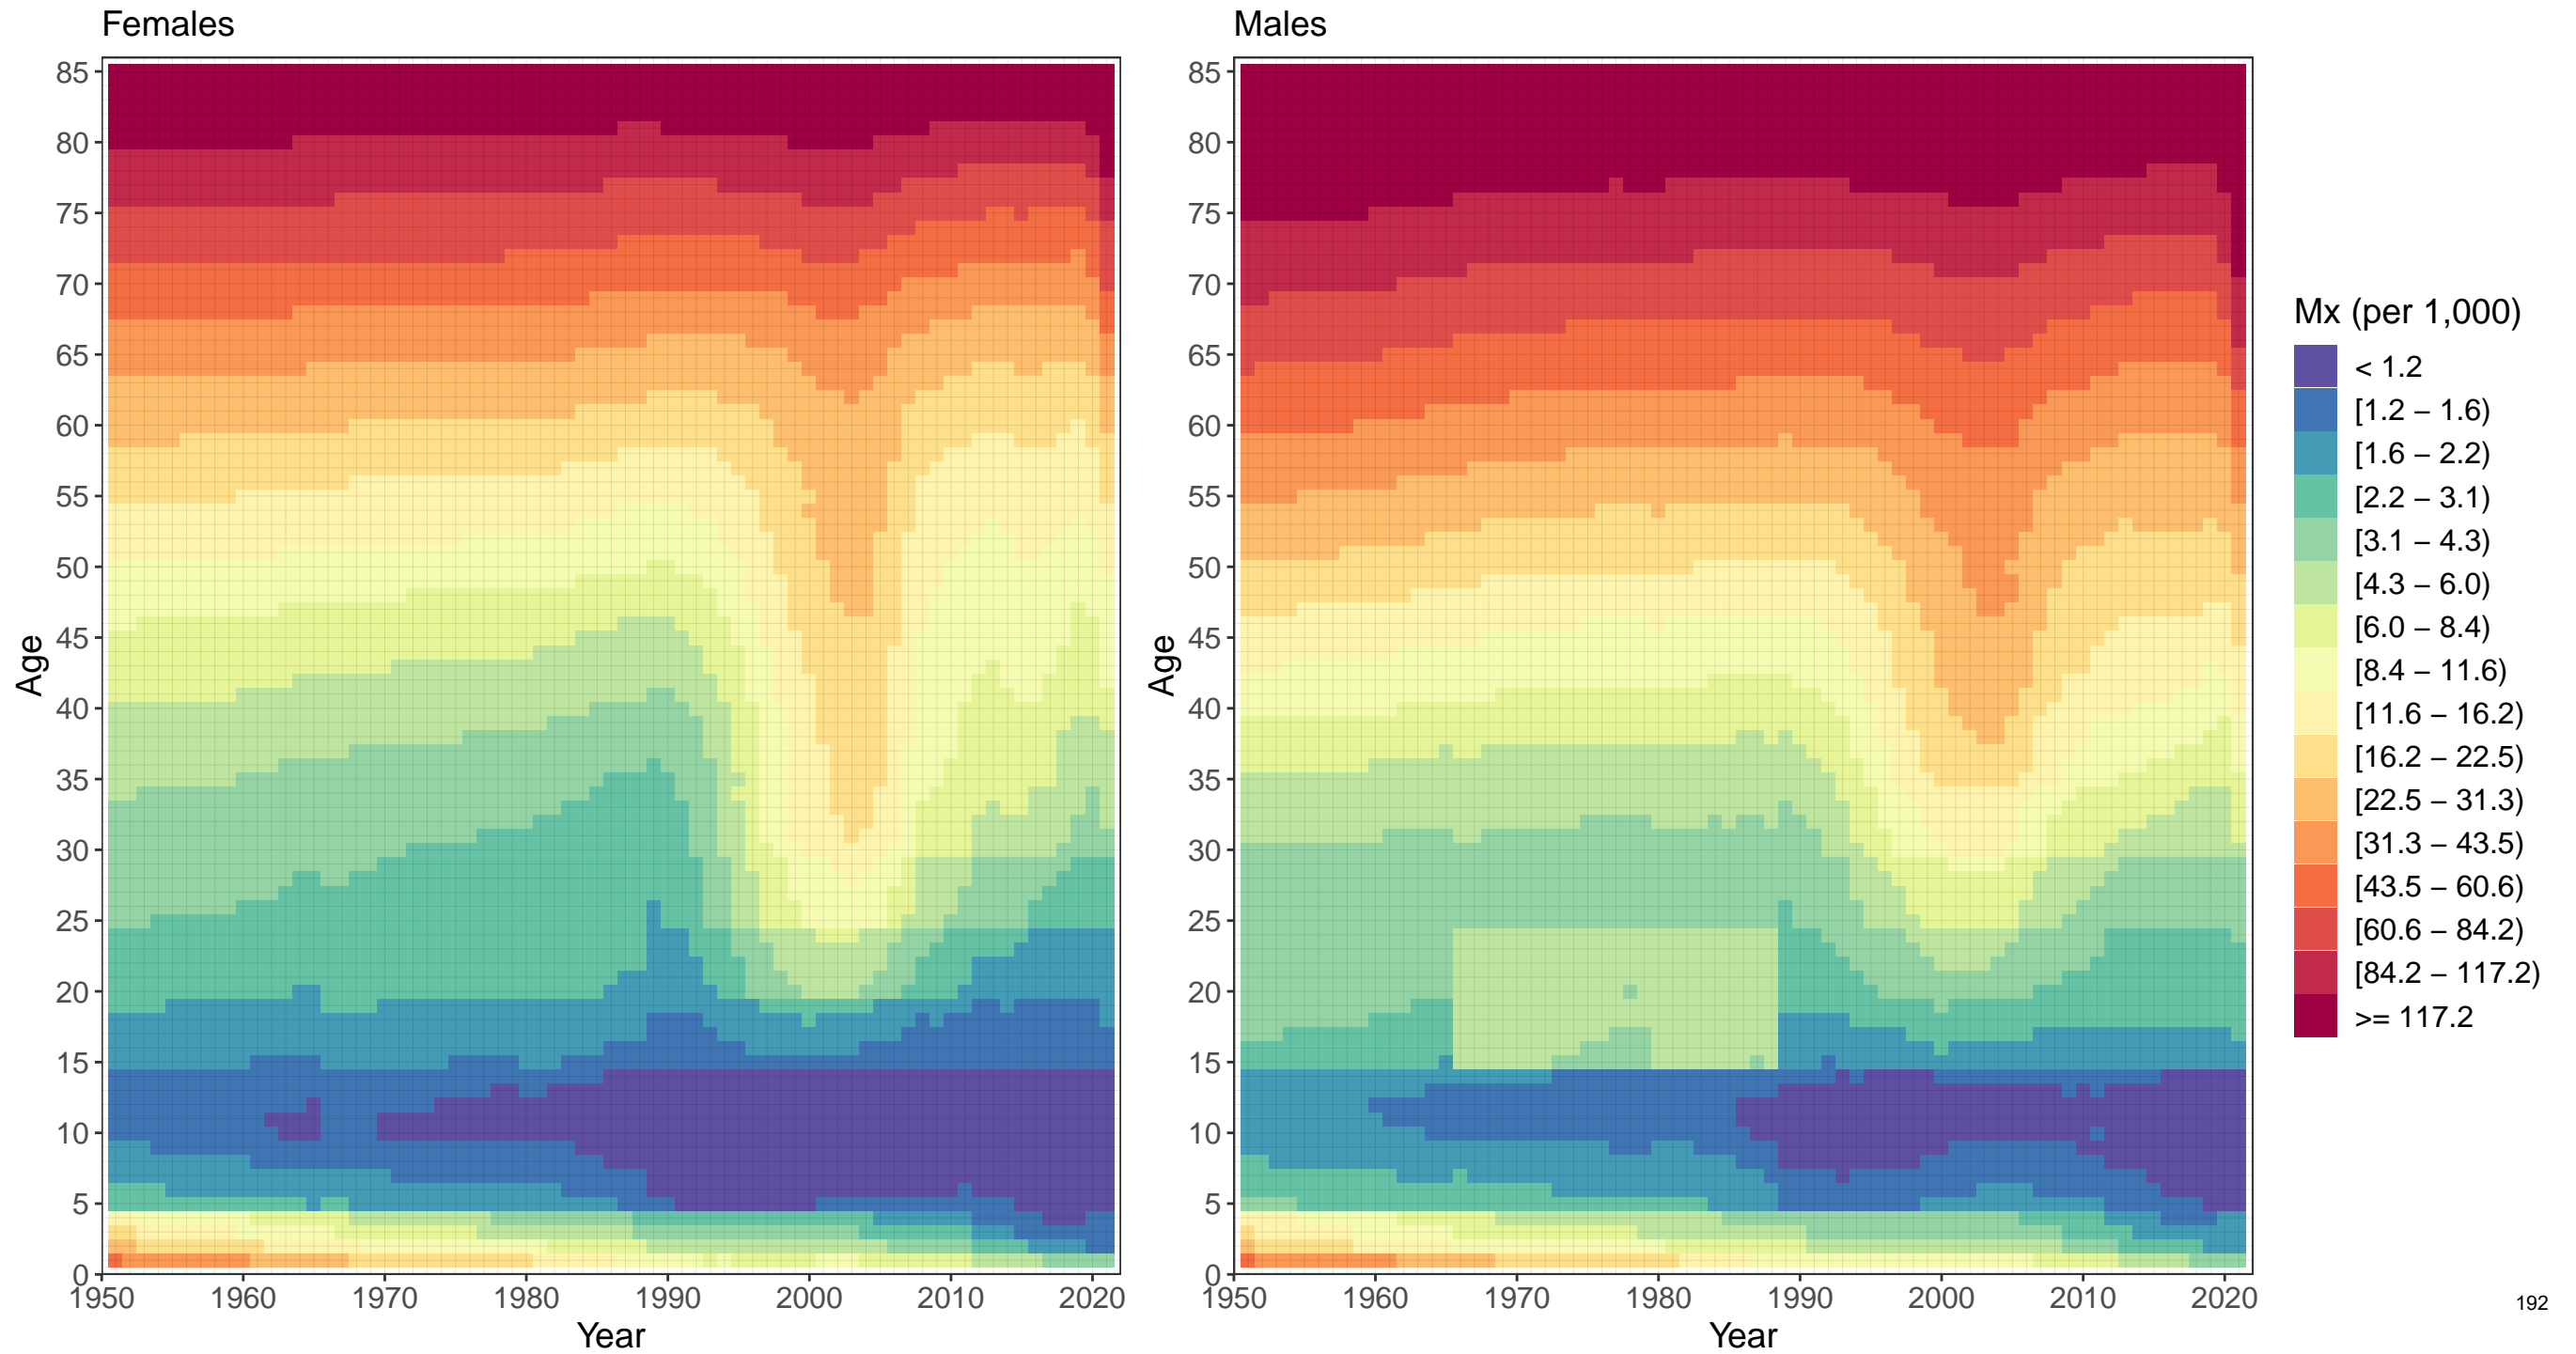 Females
85
80
75
70
65
60
55
50
45
40
35
30
25
20
15
10
5
0
Age
1950 1960 1970 1980 1990 2000 2010 2020
Year
Males
85
80
75
70
65
60
55
50
45
40
35
30
25
20
15
10
5
0
Age
1950 1960 1970 1980 1990 2000 2010 2020
Year
Mx (per 1,000)
< 1.2
[1.2 – 1.6)
[1.6 – 2.2)
[2.2 – 3.1)
[3.1 – 4.3)
[4.3 – 6.0)
[6.0 – 8.4)
[8.4 – 11.6)
[11.6 – 16.2)
[16.2 – 22.5)
[22.5 – 31.3)
[31.3 – 43.5)
[43.5 – 60.6)
[60.6 – 84.2)
[84.2 – 117.2)
>= 117.2
192